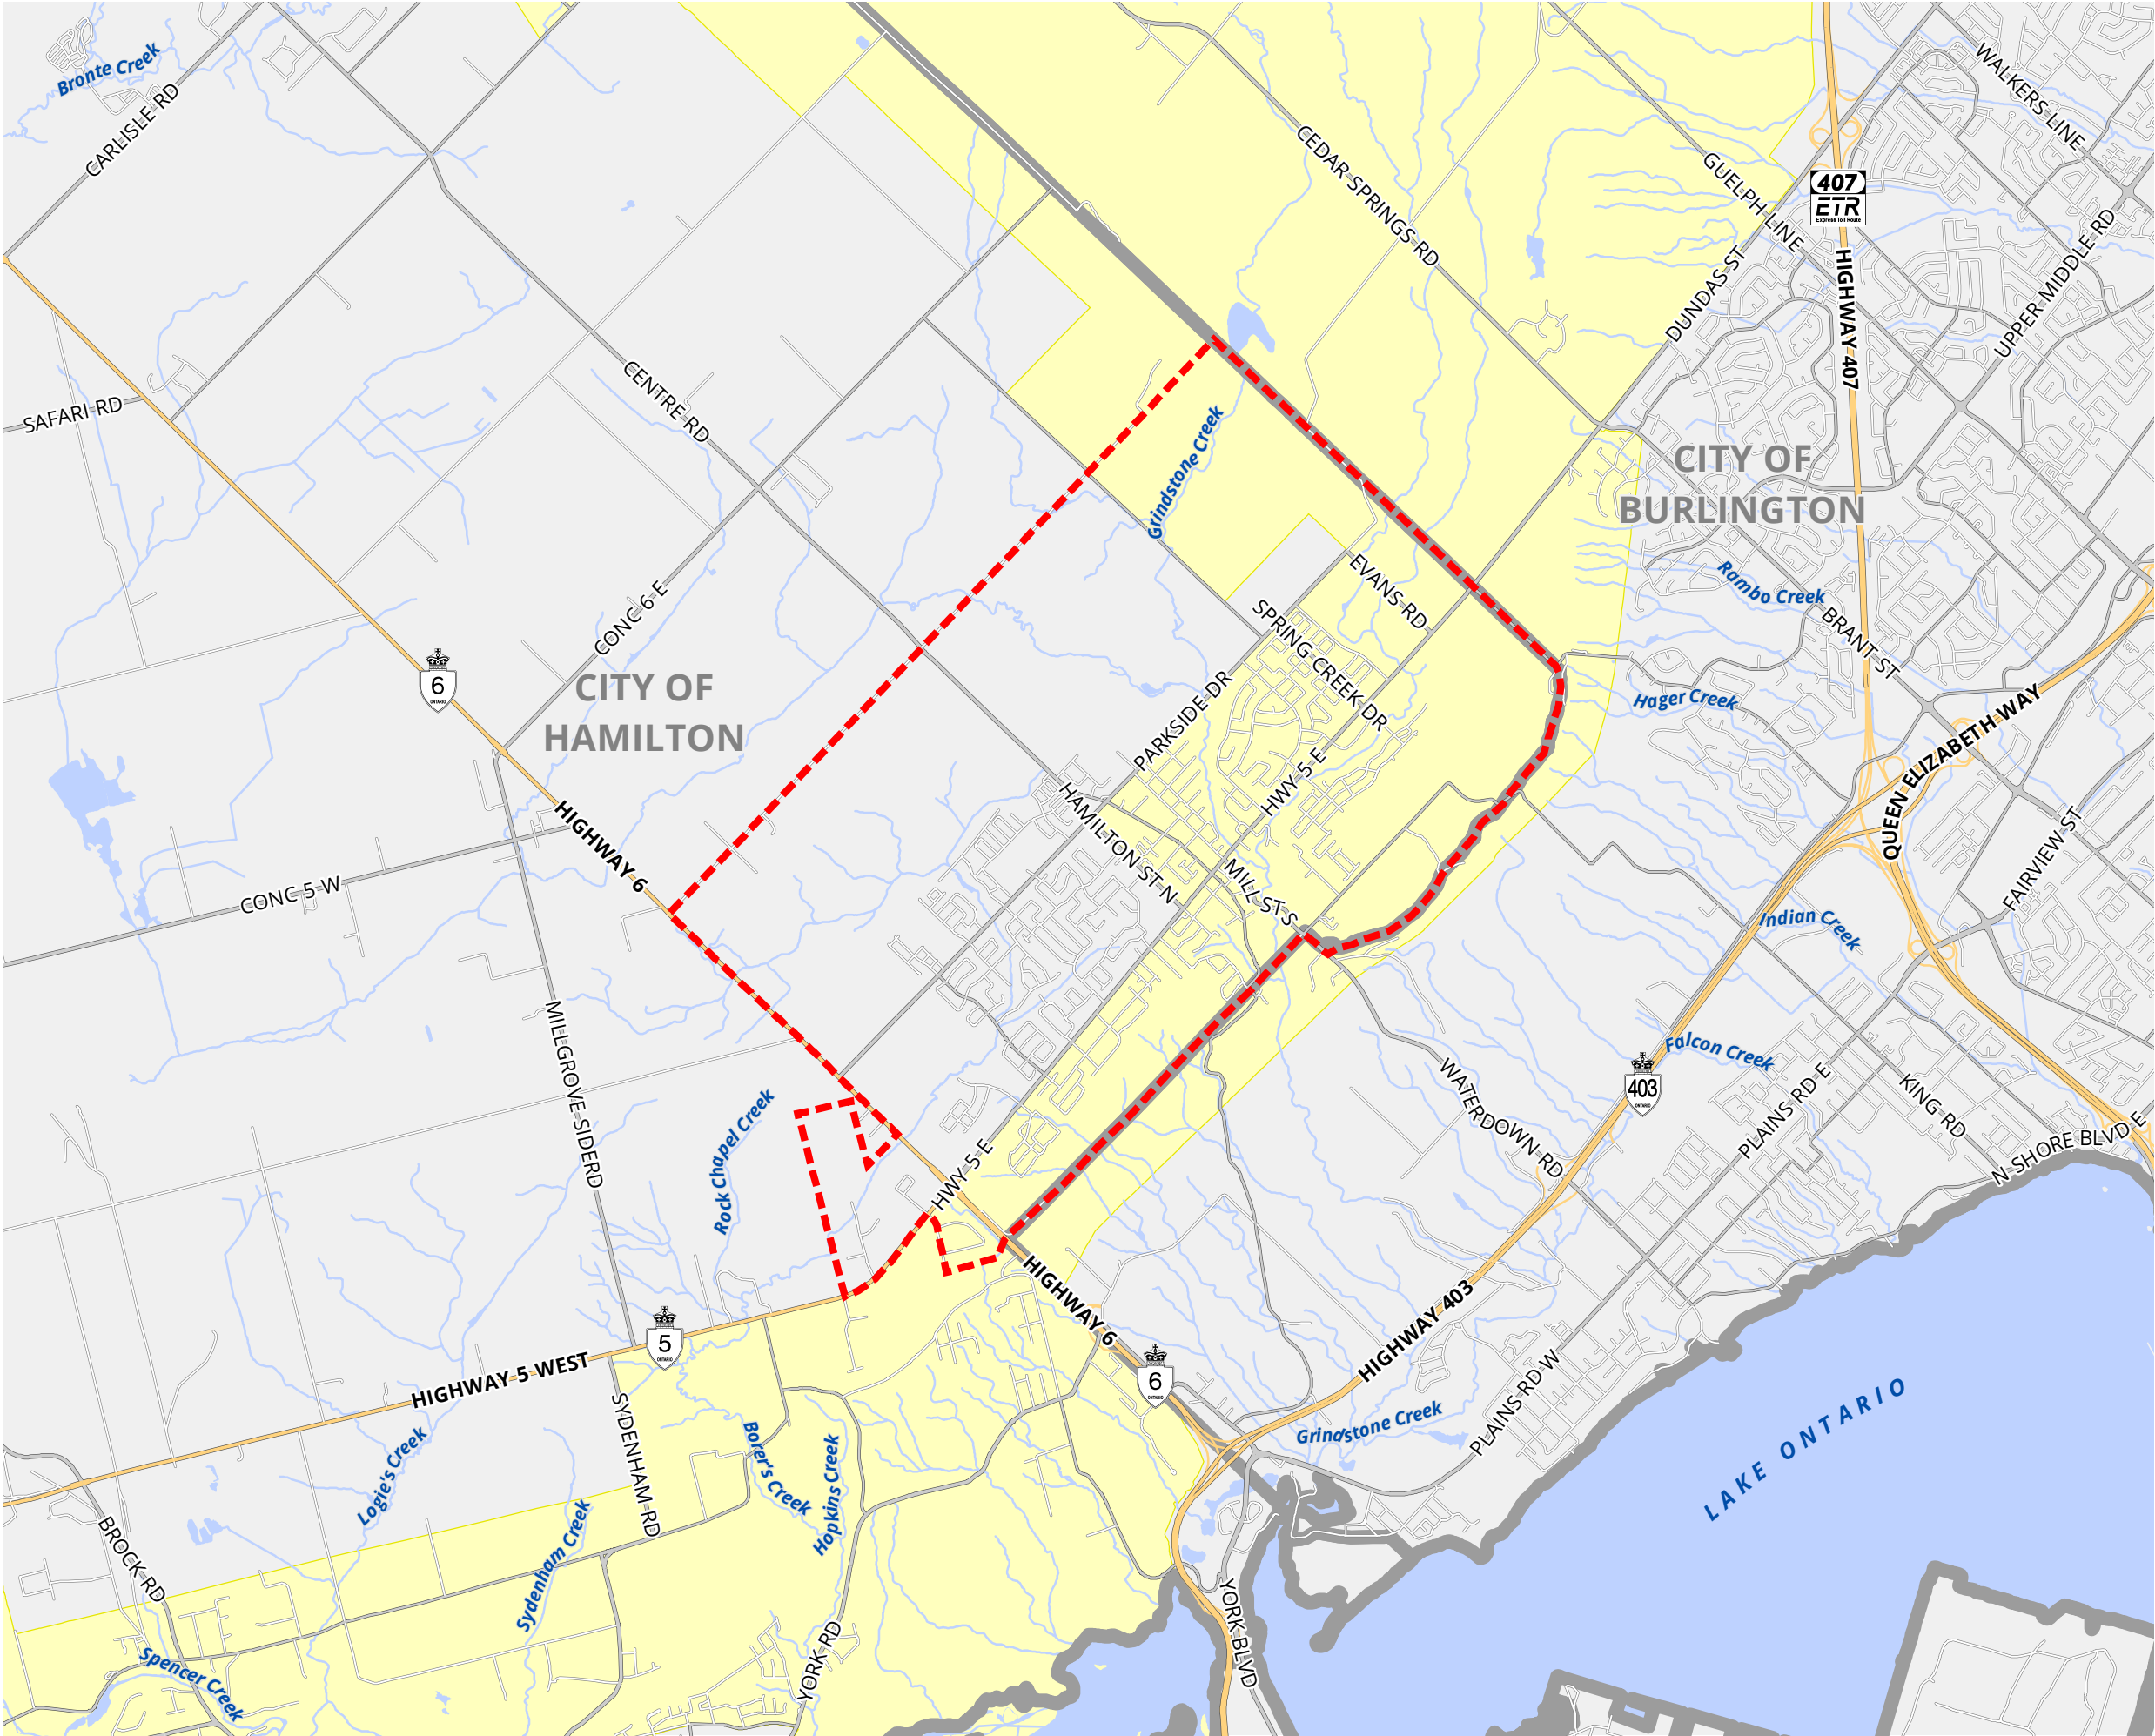 Bronte Creek
CARLISLE RD
WALKERS LINE
CEDAR SPRINGS RD
GUELPH LINE
407
ETR
Express Toll Route
HIGHWAY 407
UPPER MIDDLE RD
DUNDAS ST
SAFARI RD
CENTRE RD
Grindstone Creek
CITY OF
BURLINGTON
EVANS RD
Rambo Creek
BRANT ST
SPRING CREEK DR
CONC 6 E
6
ONTARIO
CITY OF
HAMILTON
PARKSIDE DR
Hager Creek
QUEEN ELIZABETH WAY
HWY 5 E
HIGHWAY 6
HAMILTON ST N
MILL ST S
FAIRVIEW ST
CONC 5 W
Indian Creek
MILLGROVE SIDERD
Falcon Creek
403
ONTARIO
WATERDOWN RD
PLAINS RD E
KING RD
N SHORE BLVD E
Rock Chapel Creek
HWY 5 E
HIGHWAY 6
5
ONTARIO
HIGHWAY 5 WEST
6
ONTARIO
HIGHWAY 403
Grindstone Creek
PLAINS RD W
LAKE ONTARIO
SYDENHAM RD
Borer's Creek
Hopkins Creek
Logie's Creek
Sydenham Creek
BROCK RD
Spencer Creek
YORK RD
YORK BLVD